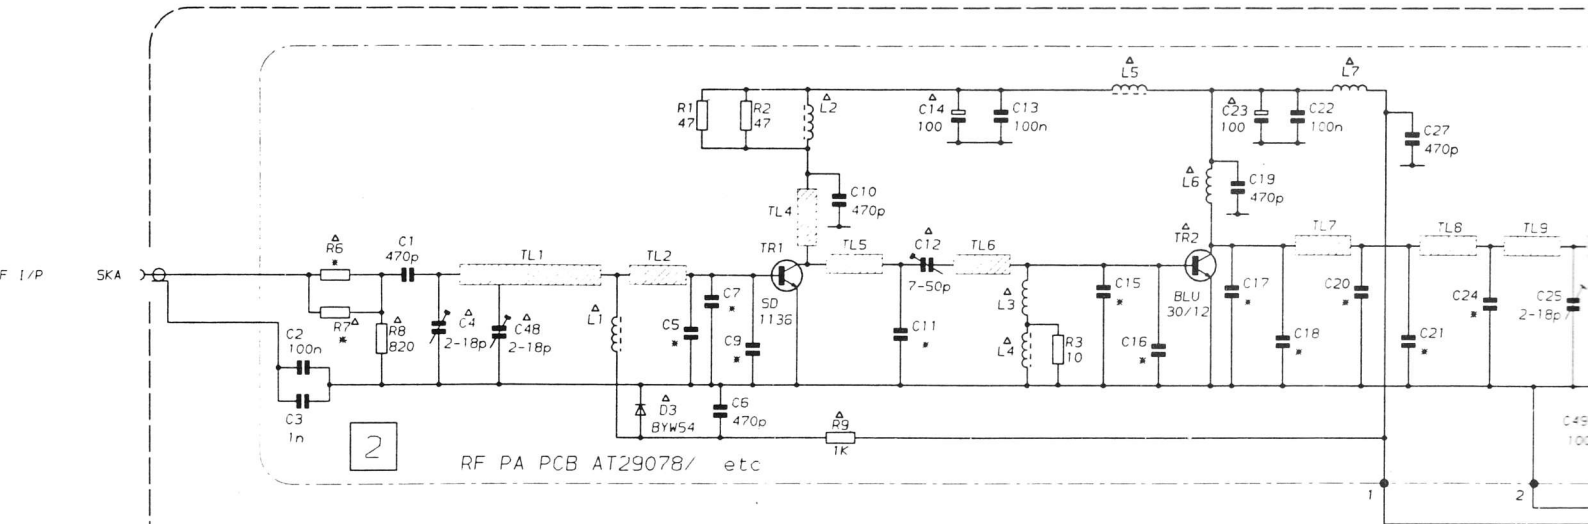 L5
L7
R1
47
R2
47
L2
C14
100
C13
100n
C23
100
C22
100n
C27
470p
TL4
C10
470p
L6
C19
470p
F I/P
SKA
R6
*
C1
470p
TL1
TL2
TR1
SD
1136
TL5
C12
7-50p
TL6
TR2
BLU
30/12
TL7
TL8
TL9
R7
*
R8
820
C2
100n
C3
1n
C4
2-18p
C48
2-18p
L1
C5
*
C7
*
C9
*
C11
*
L3
L4
R3
10
C15
*
C16
*
C17
*
C18
*
C20
*
C21
*
C24
*
C25
2-18p
D3
BYW54
C6
470p
R9
1K
C49
100
2
RF PA PCB AT29078/ etc
1
2